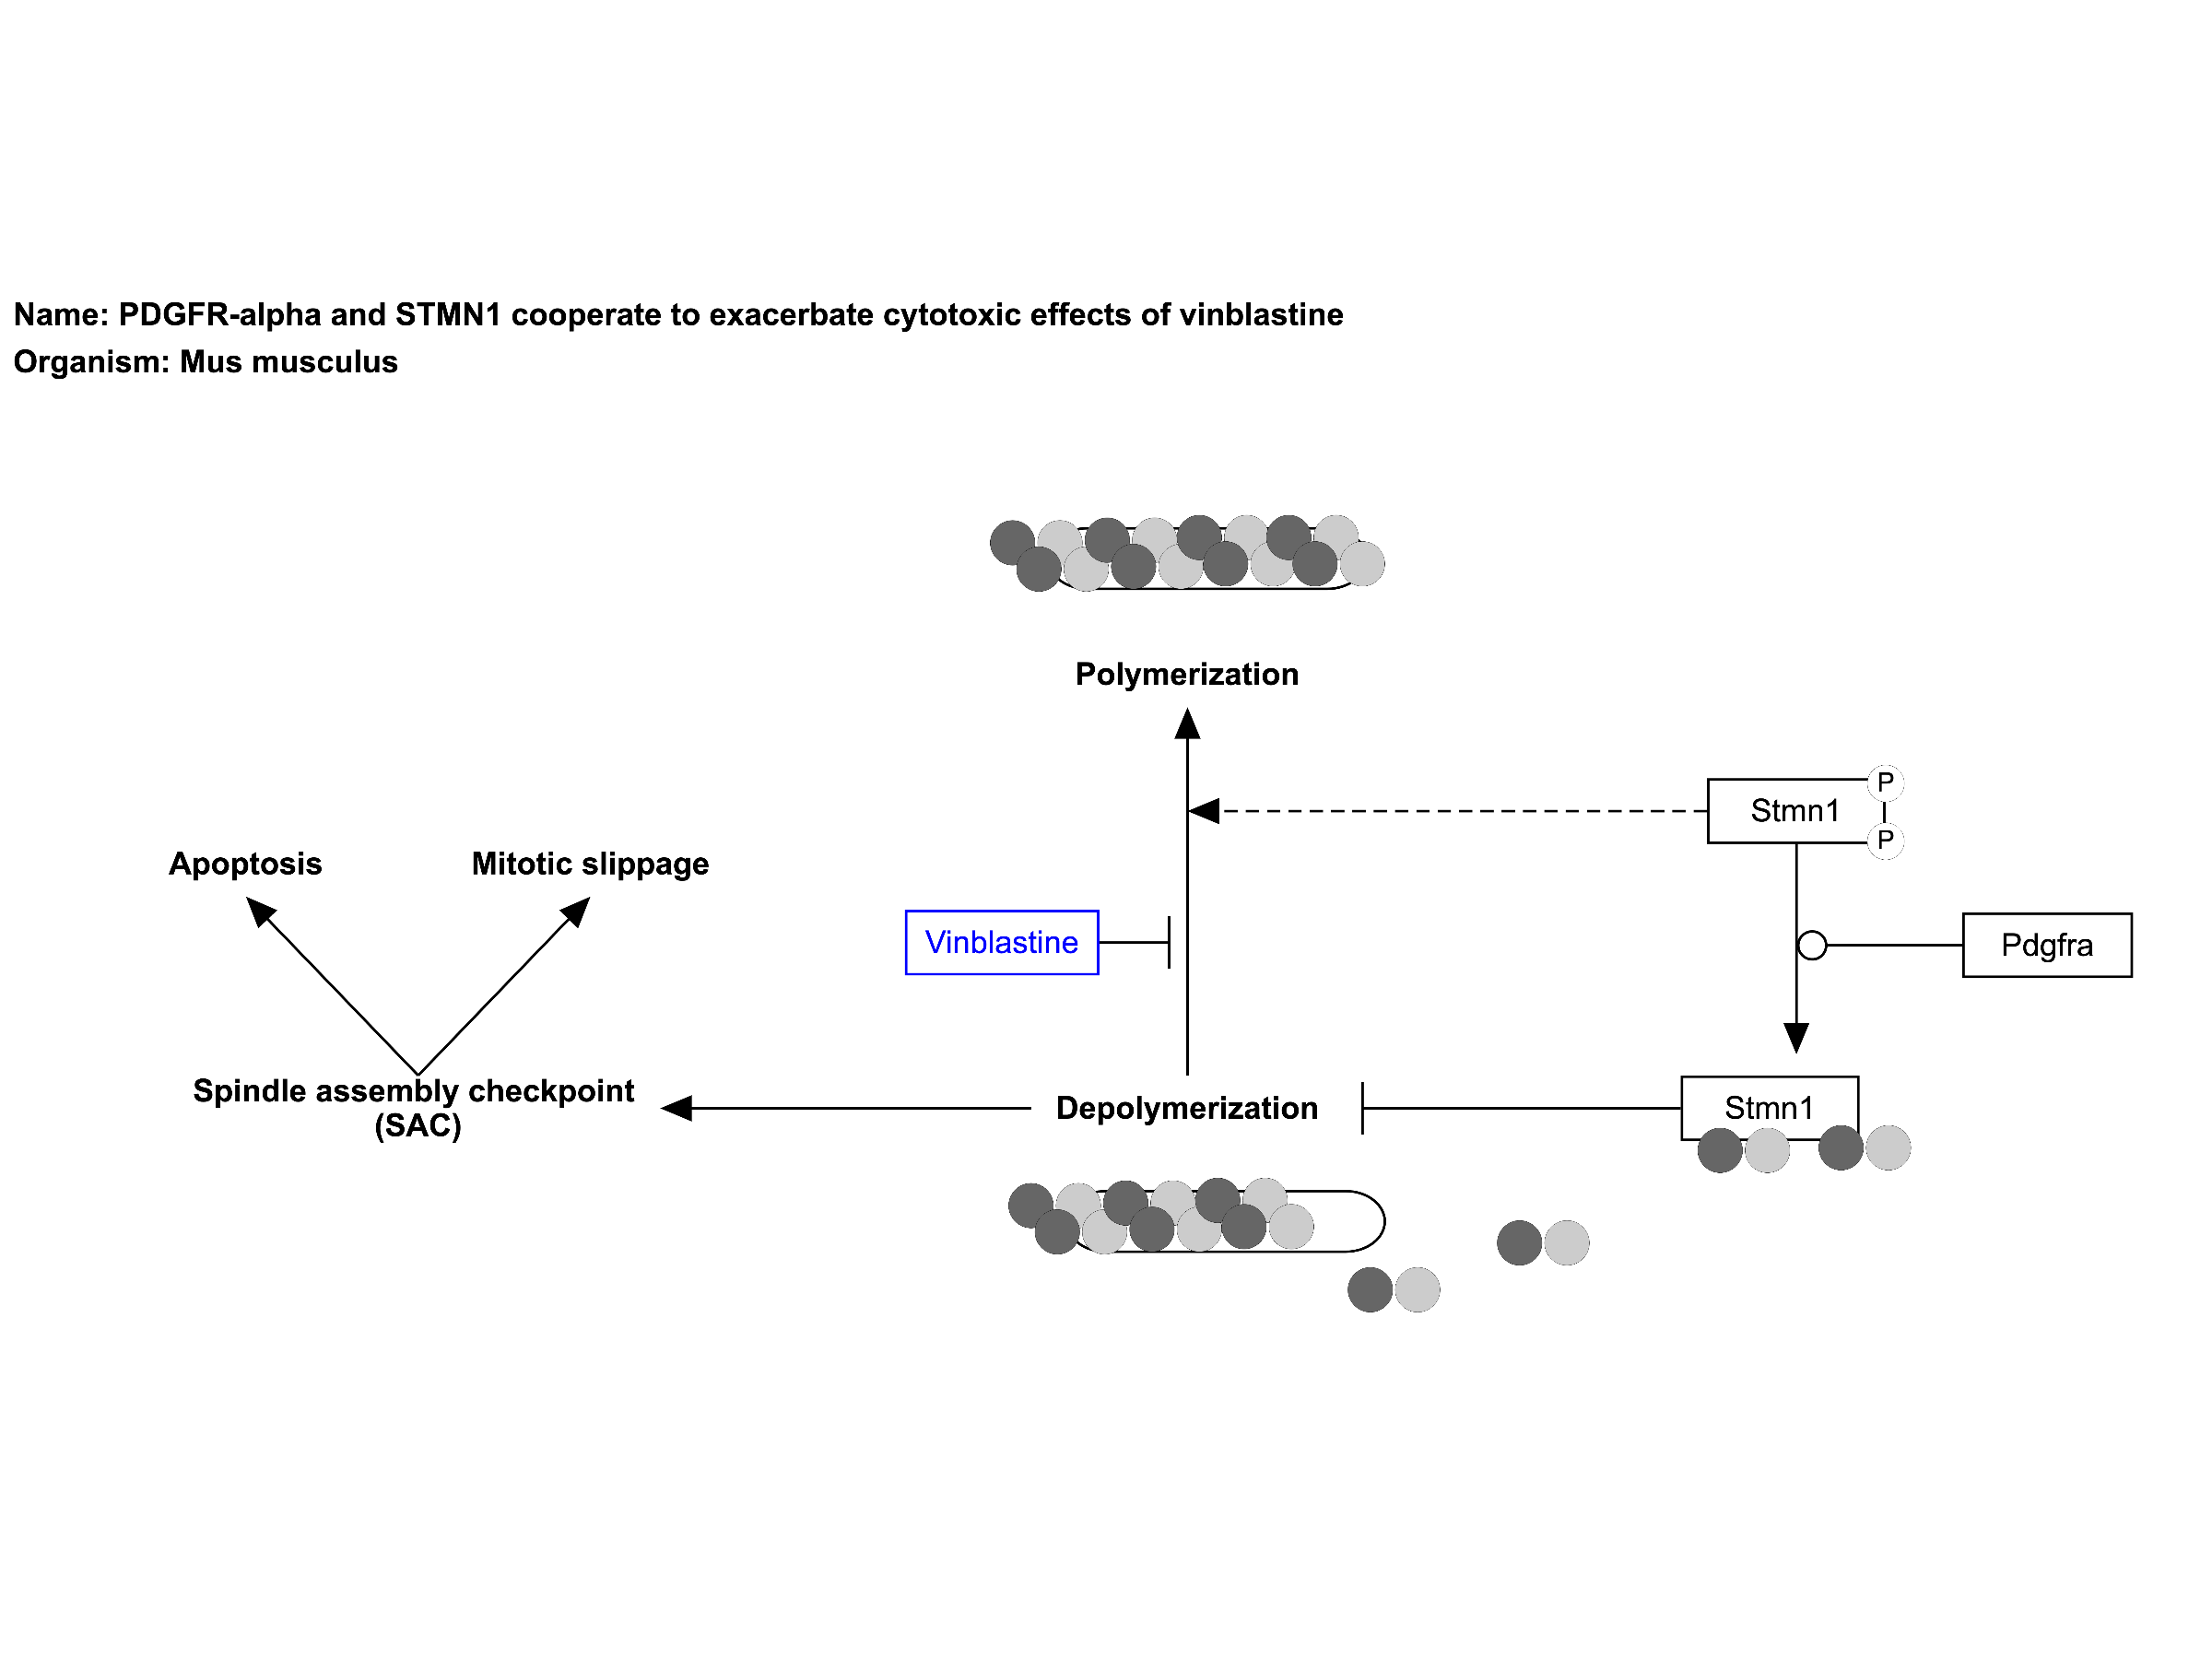 Name: PDGFR-alpha and STMN1 cooperate to exacerbate cytotoxic effects of vinblastine
Organism: Mus musculus
Polymerization
Stmn1
P
P
Apoptosis
Mitotic slippage
Vinblastine
Pdgfra
Spindle assembly checkpoint
(SAC)
Depolymerization
Stmn1